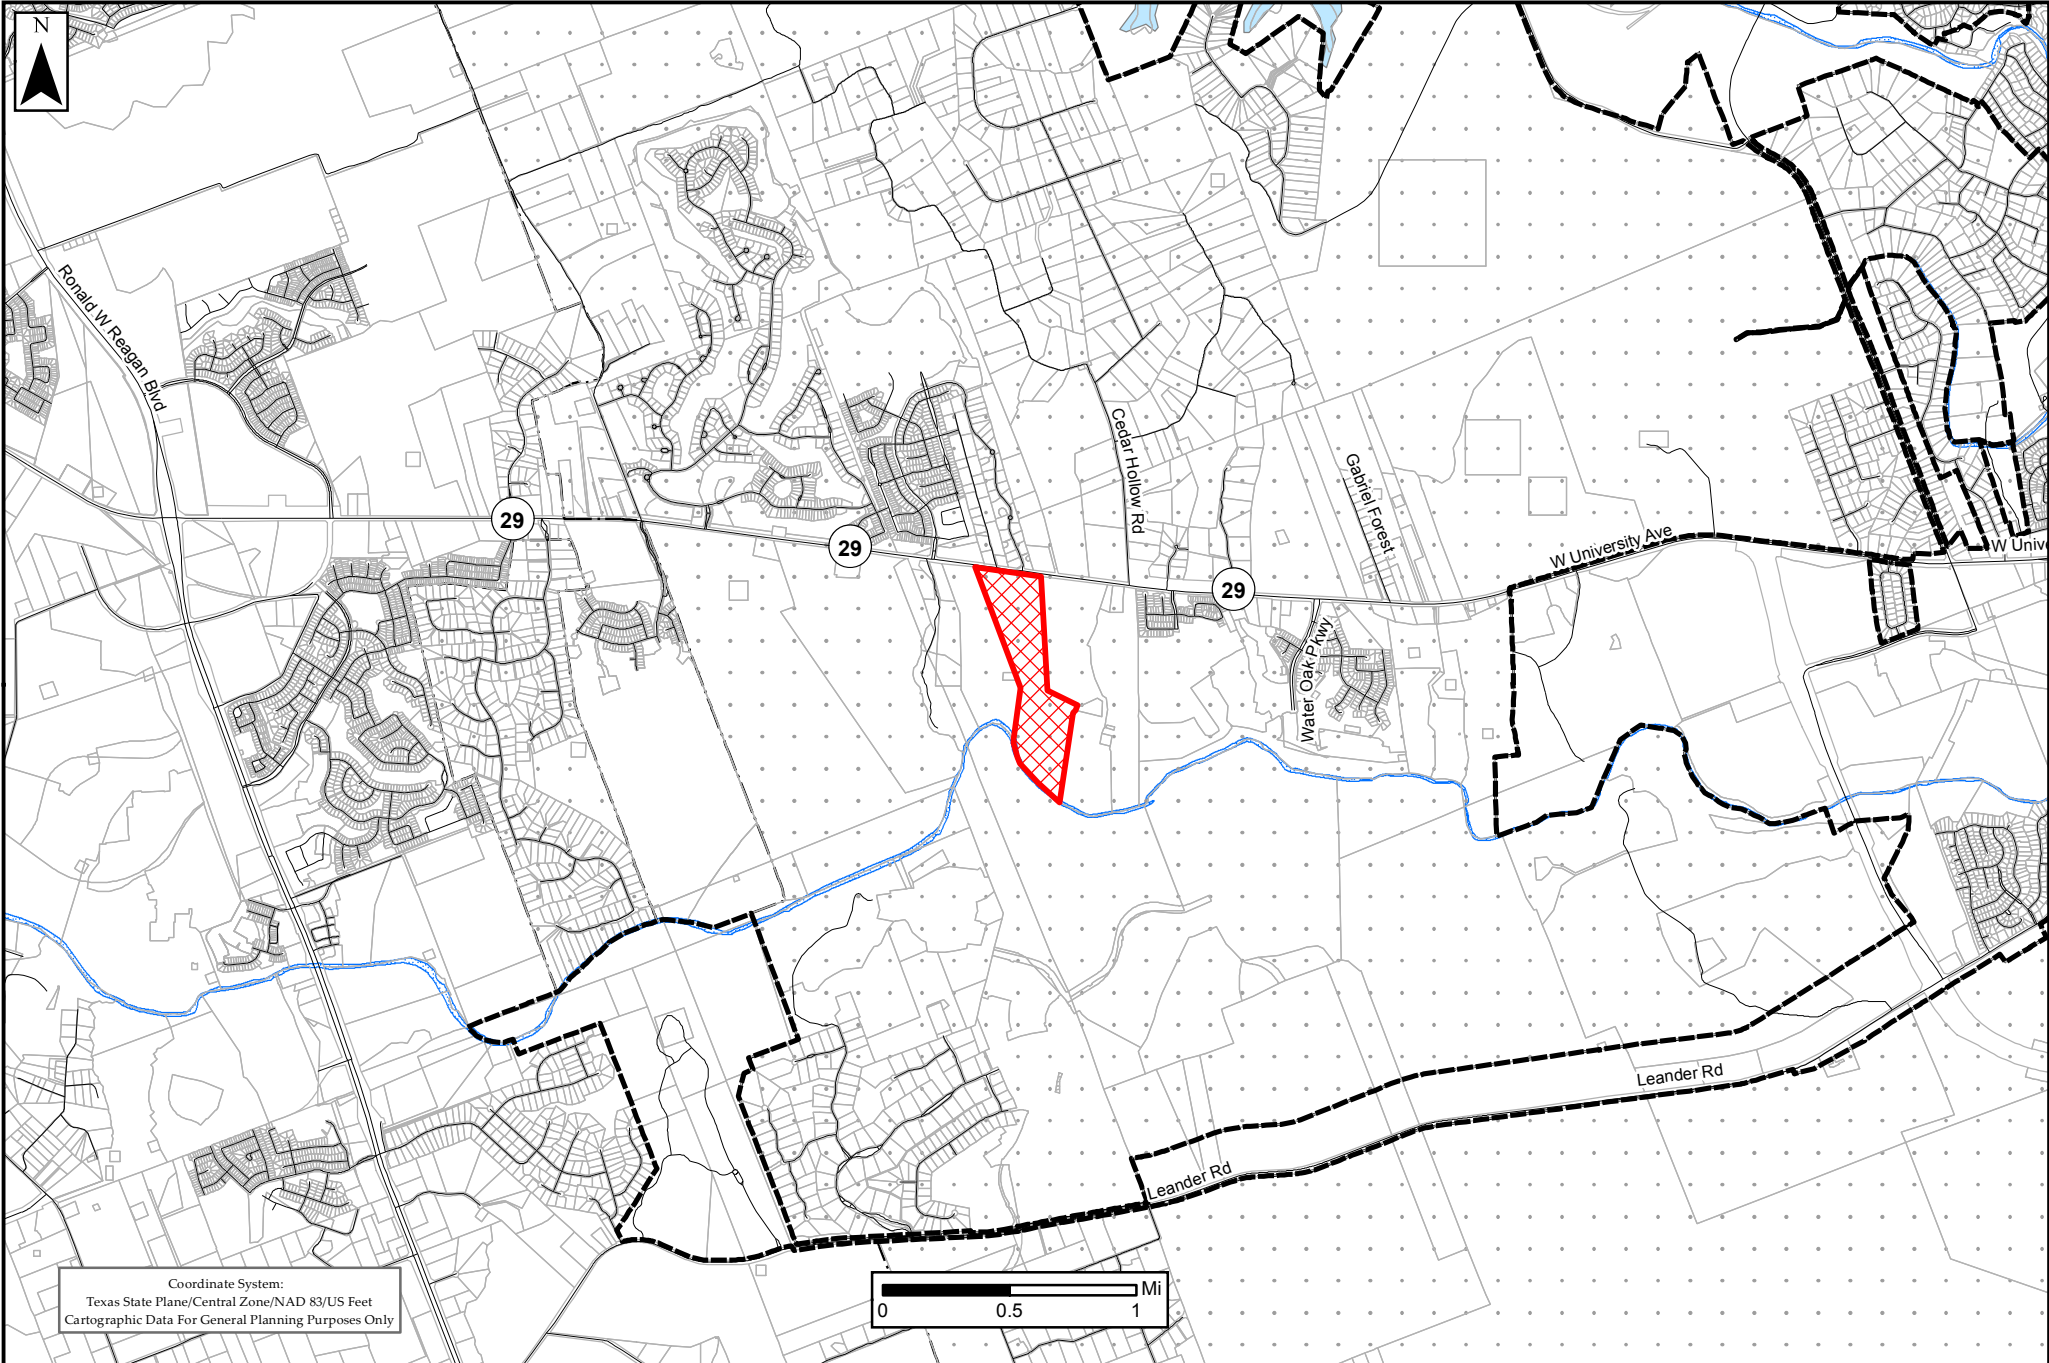 N
Ronald W Reagan Blvd
29
29
29
Cedar Hollow Rd
Gabriel Forest
W University Ave
W Unive
Water Oak Pkwy
Leander Rd
Leander Rd
Coordinate System:
Texas State Plane/Central Zone/NAD 83/US Feet
Cartographic Data For General Planning Purposes Only
Mi
0 0.5 1